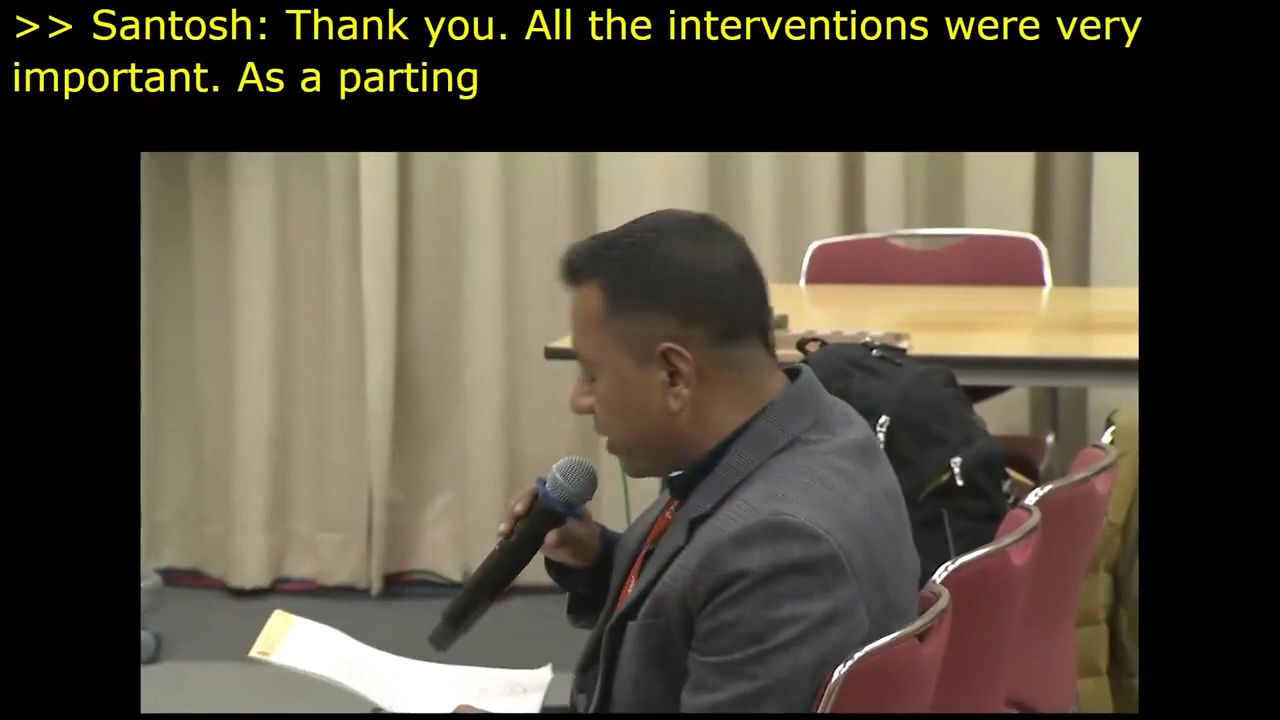 >> Santosh: Thank you. All the interventions were very
important. As a parting